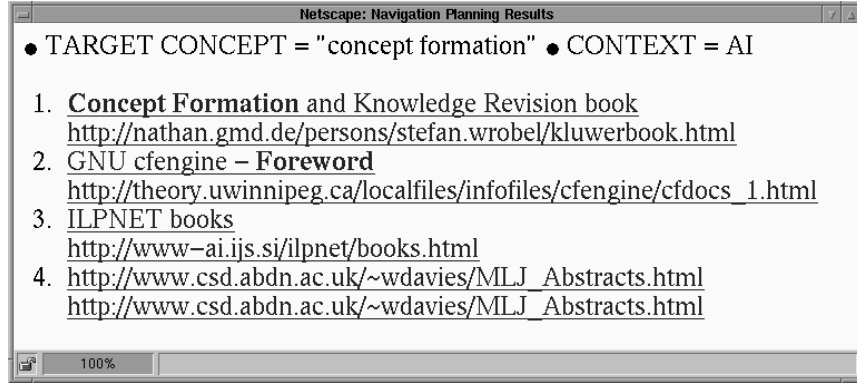 Netscape: Navigation Planning Results
● TARGET CONCEPT = "concept formation" ● CONTEXT = AI
1. Concept Formation and Knowledge Revision book
http://nathan.gmd.de/persons/stefan.wrobel/kluwerbook.html
2. GNU cfengine − Foreword
http://theory.uwinnipeg.ca/localfiles/infofiles/cfengine/cfdocs_1.html
3. ILPNET books
http://www−ai.ijs.si/ilpnet/books.html
4. http://www.csd.abdn.ac.uk/~wdavies/MLJ_Abstracts.html
http://www.csd.abdn.ac.uk/~wdavies/MLJ_Abstracts.html
100%